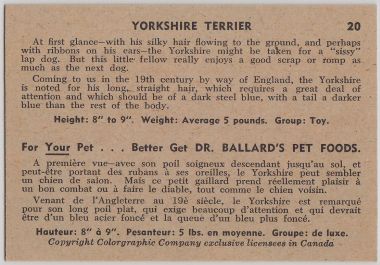 YORKSHIRE TERRIER 20
At first glance—with his silky hair flowing to the ground, and perhaps
with ribbons on his ears—the Yorkshire might be taken for a "sissy"
lap dog. But this little fellow really enjoys a good scrap or romp as
much as the next dog.
Coming to us in the 19th century by way of England, the Yorkshire
is noted for his long, straight hair, which requires a great deal of
attention and which should be of a dark steel blue, with a tail a darker
blue than the rest of the body.
Height: 8" to 9". Weight: Average 5 pounds. Group: Toy.
For Your Pet . . . Better Get DR. BALLARD'S PET FOODS.
A première vue—avec son poil soigneux descendant jusqu'au sol, et
peut-être portant des rubans à ses oreilles, le Yorkshire peut sembler
un chien de salon. Mais ce petit gaillard prend réellement plaisir à
un bon combat ou à faire le diable, tout comme le chien voisin.
Venant de l'Angleterre au 19è siècle, le Yorkshire est remarqué
pour son long poil plat, qui exige beaucoup d'attention et qui devrait
être d'un bleu acier foncé et la queue d'un bleu plus foncé.
Hauteur: 8" à 9". Pesanteur: 5 lbs. en moyenne. Groupe: de luxe.
Copyright Colorgraphic Company exclusive licensees in Canada